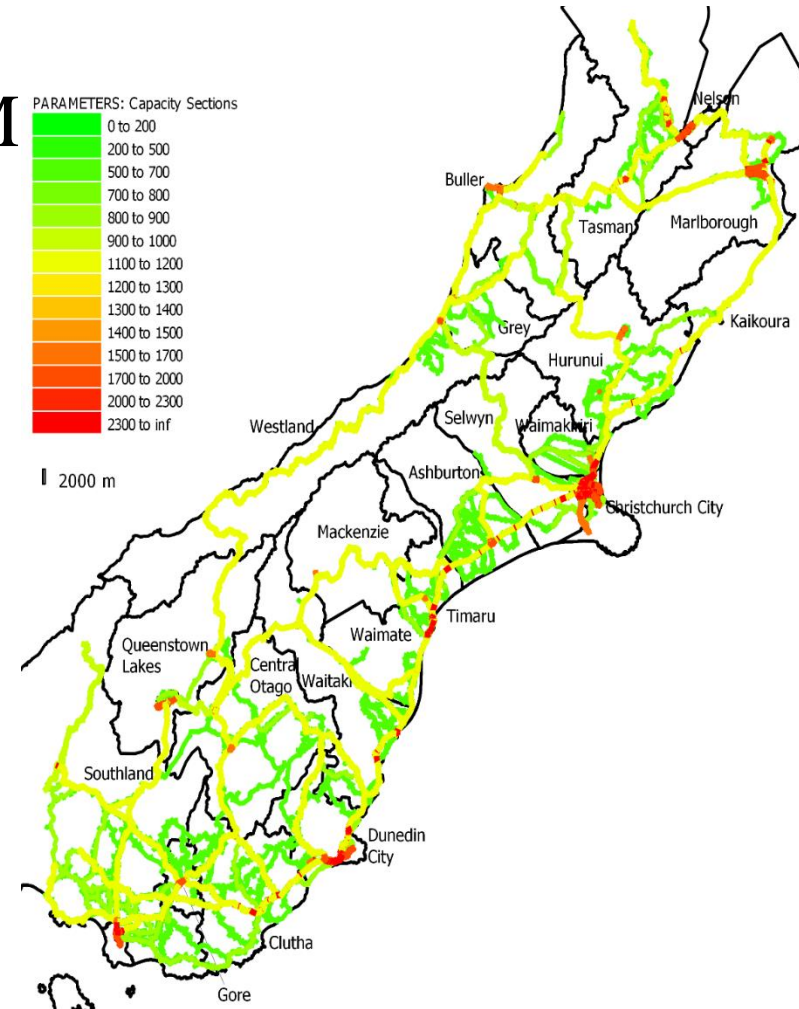 M
PARAMETERS: Capacity Sections
0 to 200
200 to 500
500 to 700
700 to 800
800 to 900
900 to 1000
1100 to 1200
1200 to 1300
1300 to 1400
1400 to 1500
1500 to 1700
1700 to 2000
2000 to 2300
2300 to inf
2000 m
Nelson
Buller
Tasman
Marlborough
Kaikoura
Grey
Hurunui
Westland
Selwyn
Waimakriri
Ashburton
Christchurch City
Mackenzie
Timaru
Waimate
Queenstown
Lakes
Central
Otago
Waitaki
Southland
Dunedin
City
Clutha
Gore